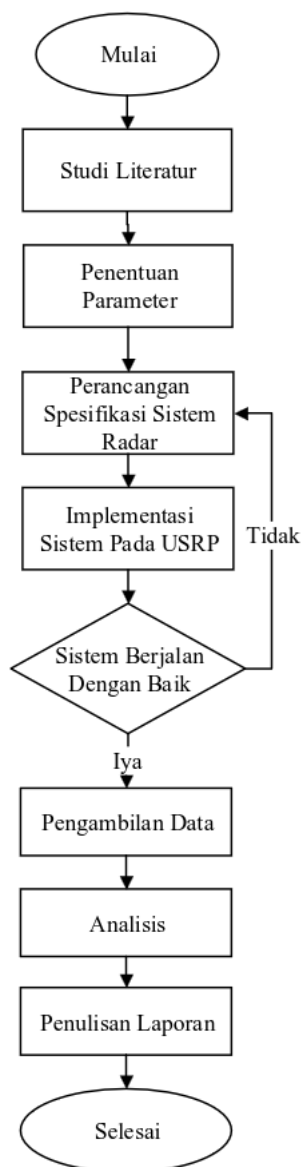 Mulai
Studi Literatur
Penentuan
Parameter
Perancangan
Spesifikasi Sistem
Radar
Implementasi
Sistem Pada USRP
Tidak
Sistem Berjalan
Dengan Baik
Iya
Pengambilan Data
Analisis
Penulisan Laporan
Selesai